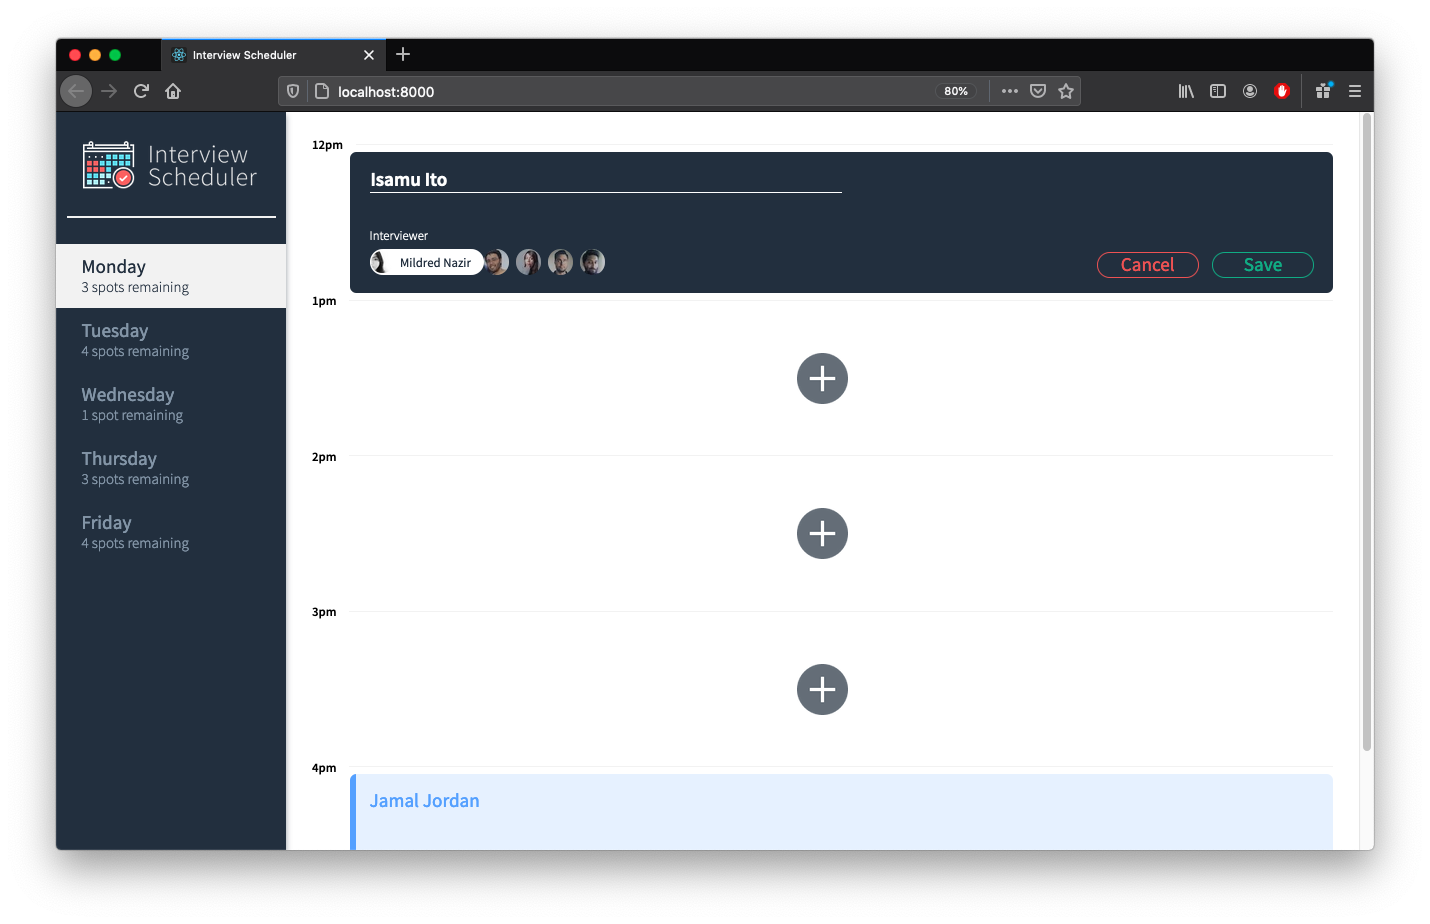 Interview Scheduler
localhost:8000
80%
Interview
Scheduler
Monday
3 spots remaining
Tuesday
4 spots remaining
Wednesday
1 spot remaining
Thursday
3 spots remaining
Friday
4 spots remaining
12pm
Isamu Ito
Interviewer
Mildred Nazir
Cancel
Save
1pm
2pm
3pm
4pm
Jamal Jordan